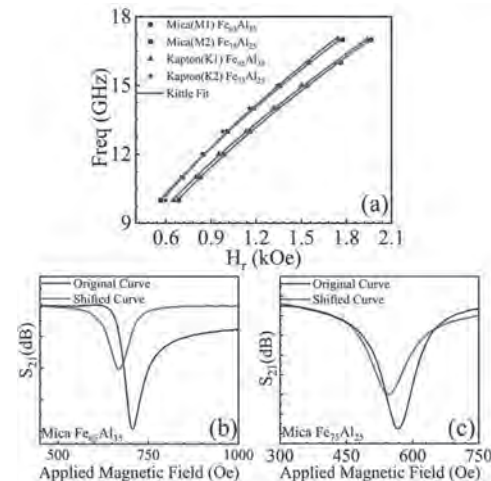 18
15
12
9
Freq (GHz)
Mica(M1) Fe65Al35
Mica(M2) Fe75Al25
Kapton(K1) Fe65Al35
Kapton(K2) Fe75Al25
Kittle Fit
(a)
0.6 0.9 1.2 1.5 1.8 2.1
Hr (kOe)
S21(dB)
Original Curve
Shifted Curve
Mica Fe65Al35
(b)
500 750 1000
Applied Magnetic Field (Oe)
S21(dB)
Original Curve
Shifted Curve
Mica Fe75Al25
(c)
300 450 600 750
Applied Magnetic Field (Oe)